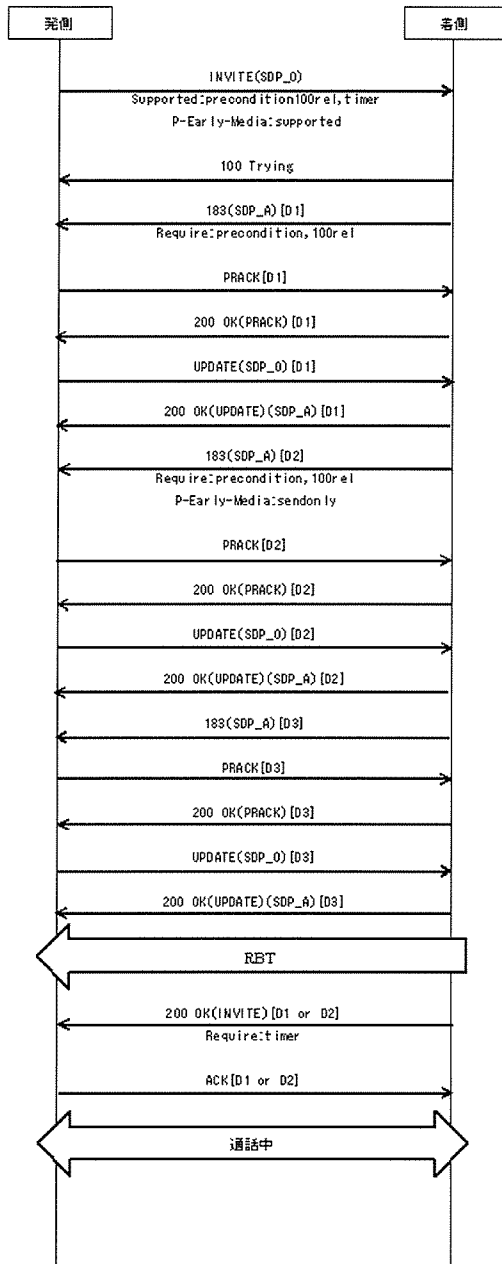 発側
着側
INVITE(SDP_O)
Supported:precondition100rel,timer
P-Early-Media:supported
100 Trying
183(SDP_A)[D1]
Require:precondition,100rel
PRACK[D1]
200 OK(PRACK)[D1]
UPDATE(SDP_O)[D1]
200 OK(UPDATE)(SDP_A)[D1]
183(SDP_A)[D2]
Require:precondition,100rel
P-Early-Media:sendonly
PRACK[D2]
200 OK(PRACK)[D2]
UPDATE(SDP_O)[D2]
200 OK(UPDATE)(SDP_A)[D2]
183(SDP_A)[D3]
PRACK[D3]
200 OK(PRACK)[D3]
UPDATE(SDP_O)[D3]
200 OK(UPDATE)(SDP_A)[D3]
RBT
200 OK(INVITE)[D1 or D2]
Require:timer
ACK[D1 or D2]
通話中